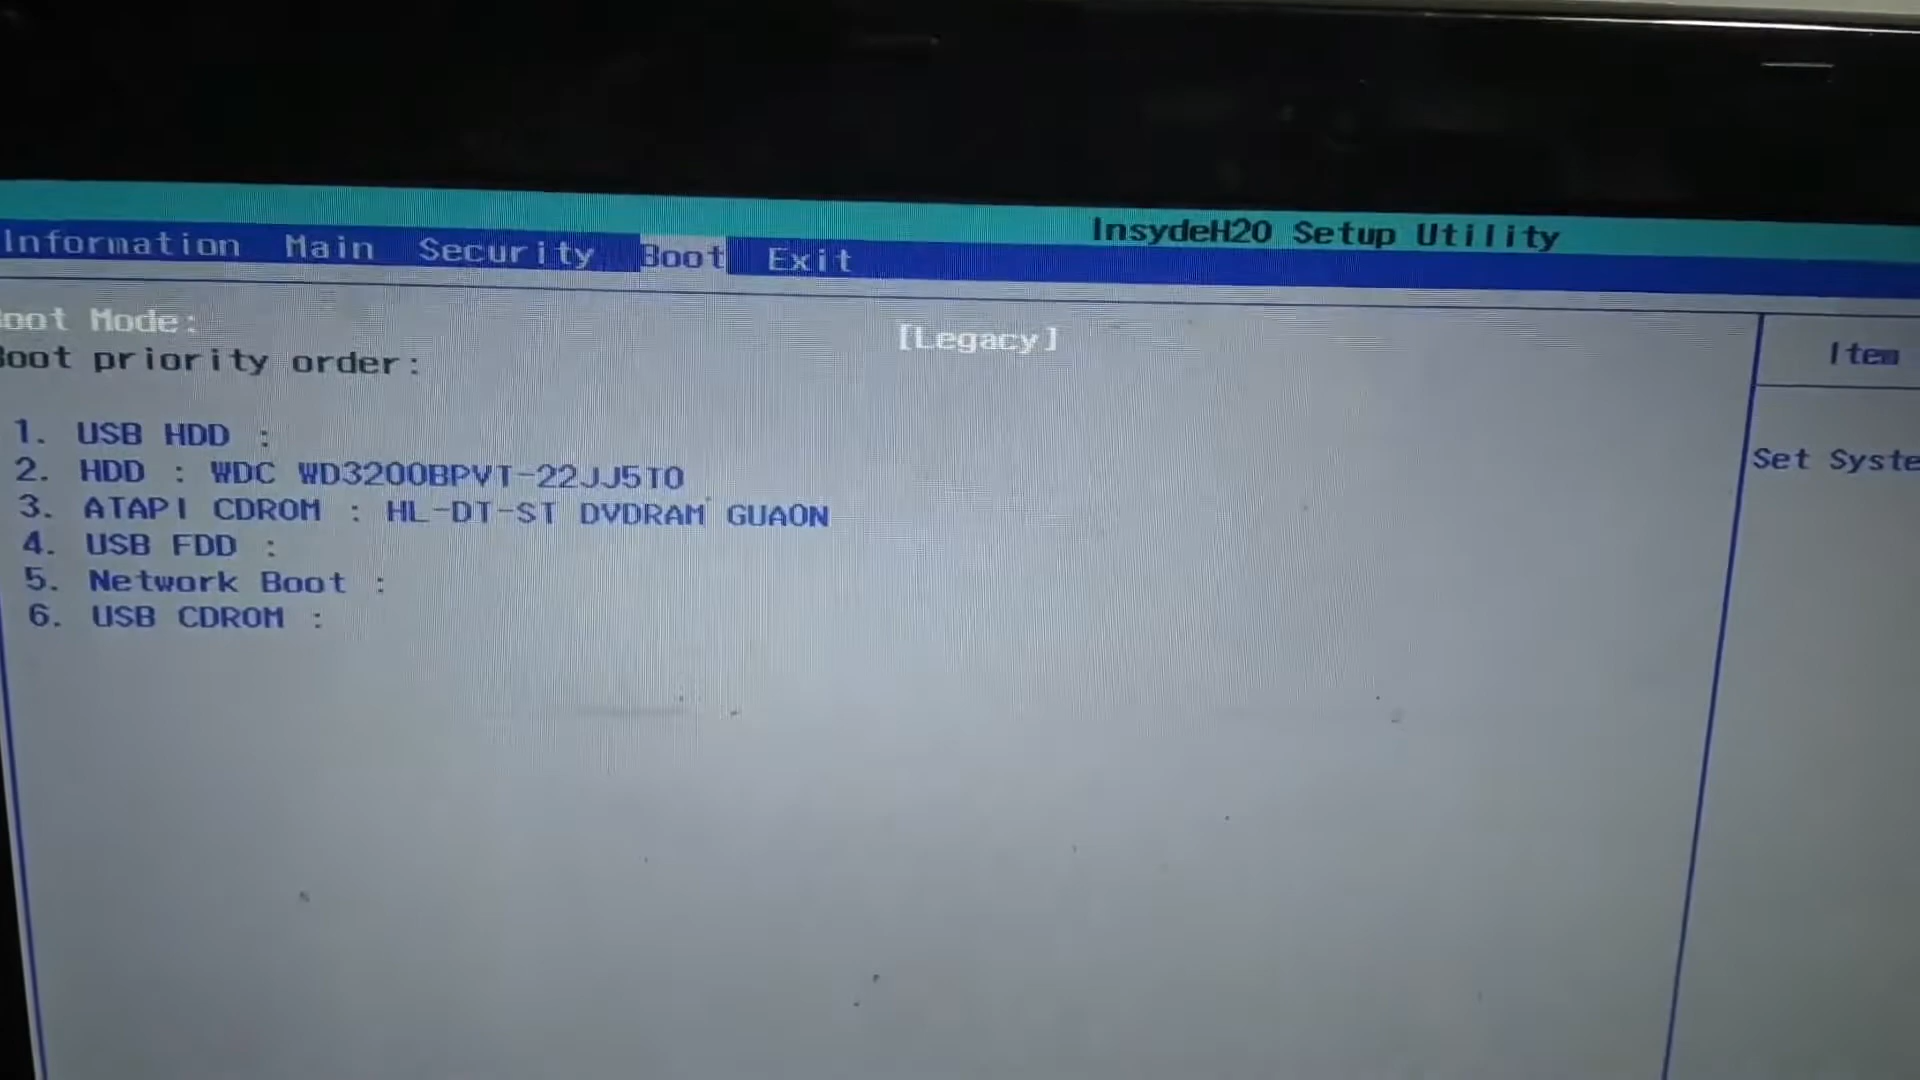 InsydeH20 Setup Utility
Information Main Security Boot Exit
oot Mode: [Legacy]
Boot priority order:
Item
1. USB HDD :
2. HDD : WDC WD3200BPVT-22JJ5T0
3. ATAPI CDROM : HL-DT-ST DVDRAM GUAON
4. USB FDD :
5. Network Boot :
6. USB CDROM :
Set Syste